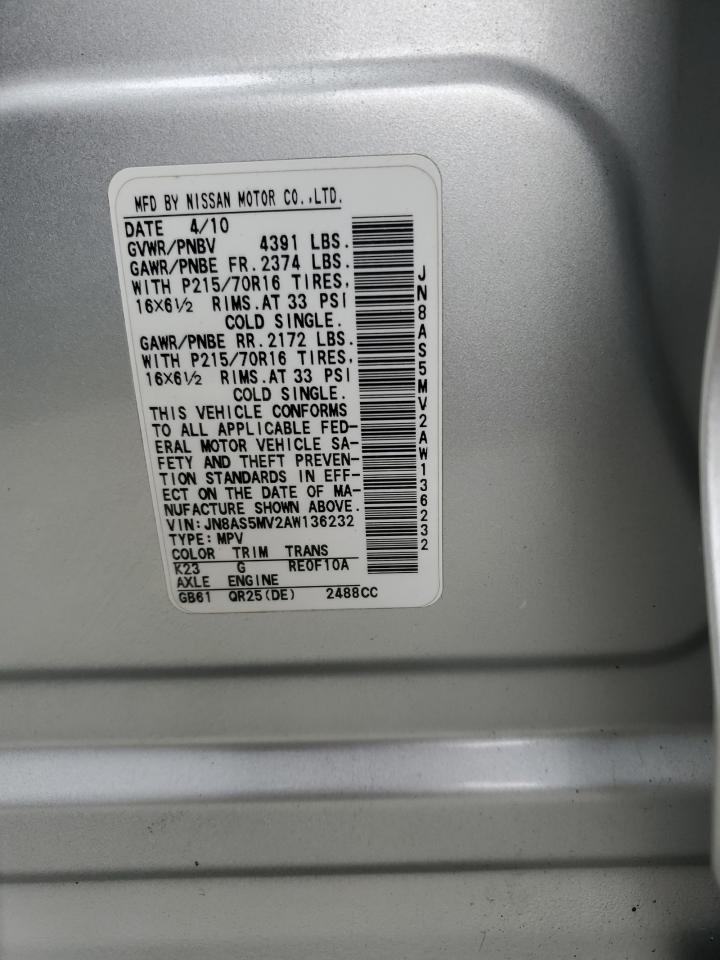 MFD BY NISSAN MOTOR CO.,LTD.
DATE 4/10
GVWR/PNBV 4391 LBS.
GAWR/PNBE FR. 2374 LBS.
WITH P215/70R16 TIRES,
16×6½ RIMS. AT 33 PSI
COLD SINGLE.
GAWR/PNBE RR. 2172 LBS.
WITH P215/70R16 TIRES,
16×6½ RIMS. AT 33 PSI
COLD SINGLE.
THIS VEHICLE CONFORMS
TO ALL APPLICABLE FED-
ERAL MOTOR VEHICLE SA-
FETY AND THEFT PREVEN-
TION STANDARDS IN EFF-
ECT ON THE DATE OF MA-
NUFACTURE SHOWN ABOVE.
VIN: JN8AS5MV2AW136232
TYPE: MPV
COLOR TRIM TRANS
K23 G RE0F10A
AXLE ENGINE
GB61 QR25(DE) 2488CC
JN8AS5MV2AW136232